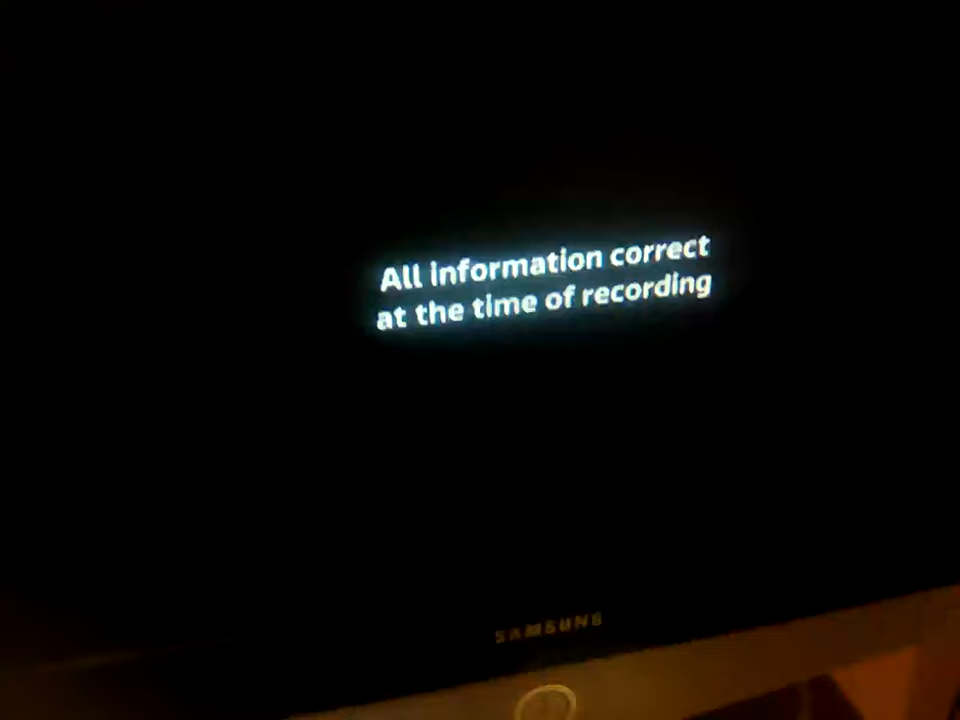 All information correct
at the time of recording
SAMSUNG